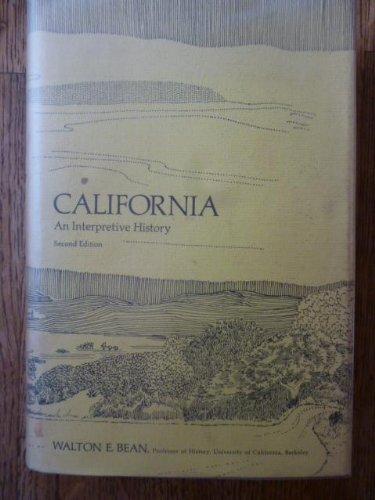 CALIFORNIA
An Interpretive History
Second Edition
WALTON E. BEAN, Professor of History, University of California, Berkeley